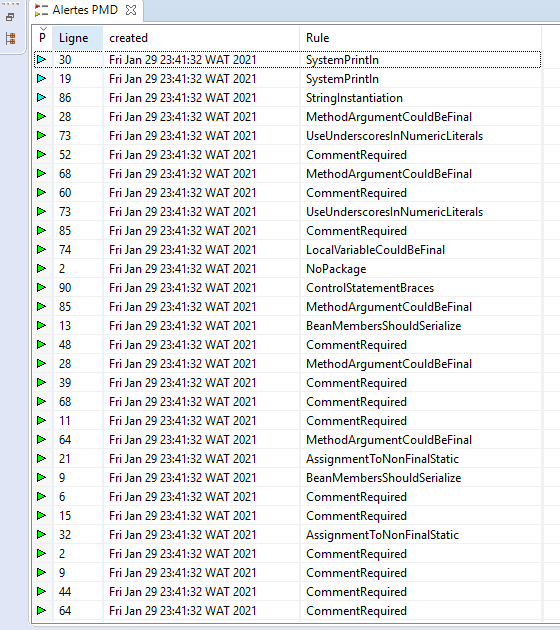 Alertes PMD
P Ligne created Rule
30 Fri Jan 29 23:41:32 WAT 2021 SystemPrintln
19 Fri Jan 29 23:41:32 WAT 2021 SystemPrintln
86 Fri Jan 29 23:41:32 WAT 2021 StringInstantiation
28 Fri Jan 29 23:41:32 WAT 2021 MethodArgumentCouldBeFinal
73 Fri Jan 29 23:41:32 WAT 2021 UseUnderscoresInNumericLiterals
52 Fri Jan 29 23:41:32 WAT 2021 CommentRequired
68 Fri Jan 29 23:41:32 WAT 2021 MethodArgumentCouldBeFinal
60 Fri Jan 29 23:41:32 WAT 2021 CommentRequired
73 Fri Jan 29 23:41:32 WAT 2021 UseUnderscoresInNumericLiterals
85 Fri Jan 29 23:41:32 WAT 2021 CommentRequired
74 Fri Jan 29 23:41:32 WAT 2021 LocalVariableCouldBeFinal
2 Fri Jan 29 23:41:32 WAT 2021 NoPackage
90 Fri Jan 29 23:41:32 WAT 2021 ControlStatementBraces
85 Fri Jan 29 23:41:32 WAT 2021 MethodArgumentCouldBeFinal
13 Fri Jan 29 23:41:32 WAT 2021 BeanMembersShouldSerialize
48 Fri Jan 29 23:41:32 WAT 2021 CommentRequired
28 Fri Jan 29 23:41:32 WAT 2021 MethodArgumentCouldBeFinal
39 Fri Jan 29 23:41:32 WAT 2021 CommentRequired
68 Fri Jan 29 23:41:32 WAT 2021 CommentRequired
11 Fri Jan 29 23:41:32 WAT 2021 CommentRequired
64 Fri Jan 29 23:41:32 WAT 2021 MethodArgumentCouldBeFinal
21 Fri Jan 29 23:41:32 WAT 2021 AssignmentToNonFinalStatic
9 Fri Jan 29 23:41:32 WAT 2021 BeanMembersShouldSerialize
6 Fri Jan 29 23:41:32 WAT 2021 CommentRequired
15 Fri Jan 29 23:41:32 WAT 2021 CommentRequired
32 Fri Jan 29 23:41:32 WAT 2021 AssignmentToNonFinalStatic
2 Fri Jan 29 23:41:32 WAT 2021 CommentRequired
9 Fri Jan 29 23:41:32 WAT 2021 CommentRequired
44 Fri Jan 29 23:41:32 WAT 2021 CommentRequired
64 Fri Jan 29 23:41:32 WAT 2021 CommentRequired